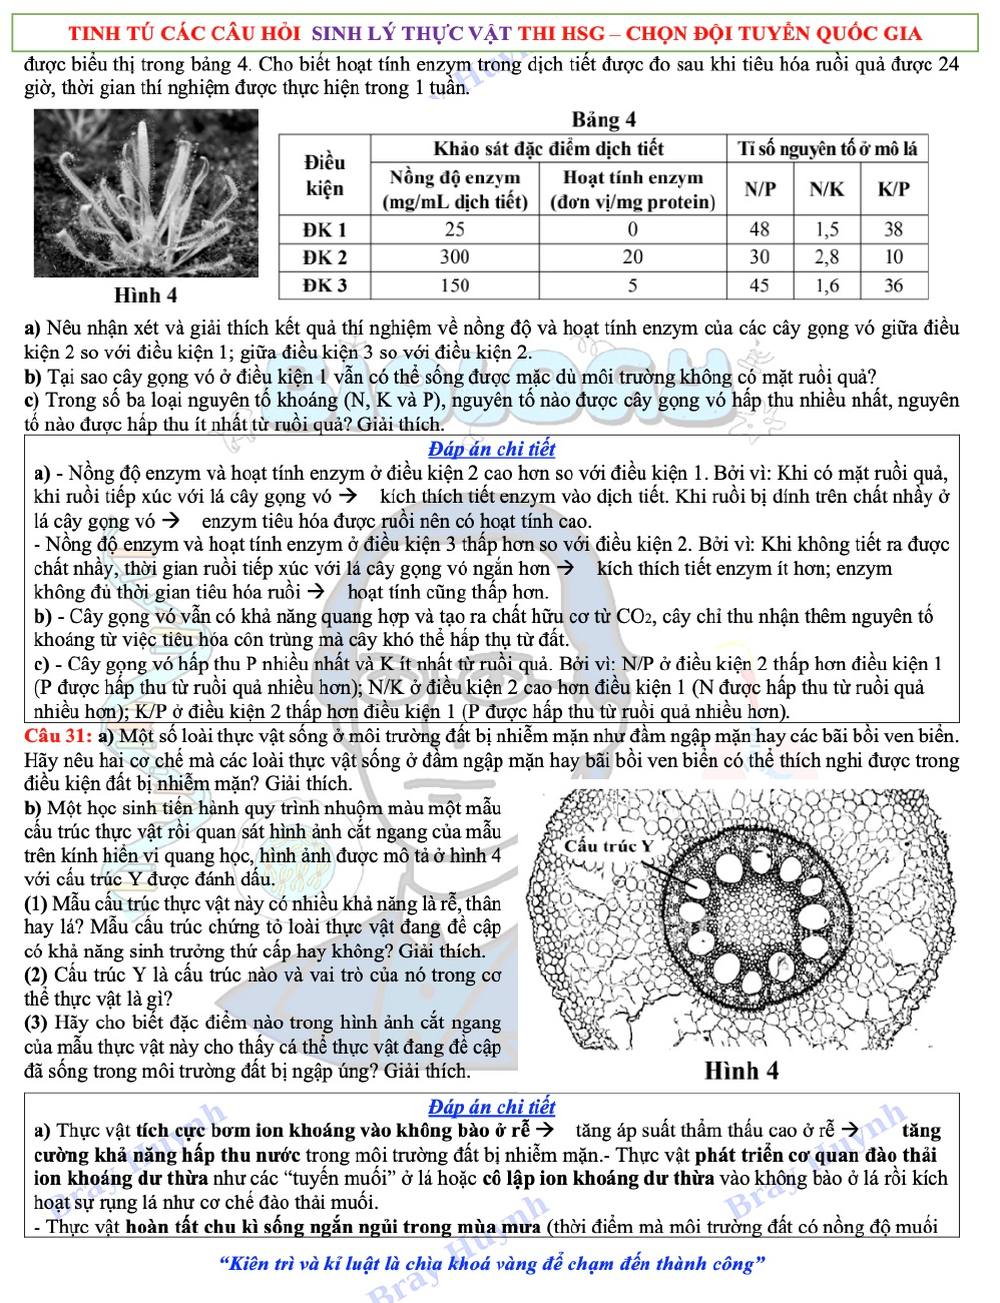 TINH TÚ CÁC CÂU HỎI SINH LÝ THỰC VẬT THI HSG – CHỌN ĐỘI TUYỂN QUỐC GIA
được biểu thị trong bảng 4. Cho biết hoạt tính enzym trong dịch tiết được đo sau khi tiêu hóa ruồi quả được 24
giờ, thời gian thí nghiệm được thực hiện trong 1 tuần.
Bảng 4
Điều kiện | Khảo sát đặc điểm dịch tiết | Tỉ số nguyên tố ở mô lá
Nồng độ enzym (mg/mL dịch tiết) | Hoạt tính enzym (đơn vị/mg protein) | N/P | N/K | K/P
ĐK 1 | 25 | 0 | 48 | 1,5 | 38
ĐK 2 | 300 | 20 | 30 | 2,8 | 10
ĐK 3 | 150 | 5 | 45 | 1,6 | 36
Hình 4
a) Nêu nhận xét và giải thích kết quả thí nghiệm về nồng độ và hoạt tính enzym của các cây gọng vó giữa điều
kiện 2 so với điều kiện 1; giữa điều kiện 3 so với điều kiện 2.
b) Tại sao cây gọng vó ở điều kiện 1 vẫn có thể sống được mặc dù môi trường không có mặt ruồi quả?
c) Trong số ba loại nguyên tố khoáng (N, K và P), nguyên tố nào được cây gọng vó hấp thu nhiều nhất, nguyên
tố nào được hấp thu ít nhất từ ruồi quả? Giải thích.
BIOLOGY
Đáp án chi tiết
a) - Nồng độ enzym và hoạt tính enzym ở điều kiện 2 cao hơn so với điều kiện 1. Bởi vì: Khi có mặt ruồi quả,
khi ruồi tiếp xúc với lá cây gọng vó → kích thích tiết enzym vào dịch tiết. Khi ruồi bị dính trên chất nhầy ở
lá cây gọng vó → enzym tiêu hóa được ruồi nên có hoạt tính cao.
- Nồng độ enzym và hoạt tính enzym ở điều kiện 3 thấp hơn so với điều kiện 2. Bởi vì: Khi không tiết ra được
chất nhầy, thời gian ruồi tiếp xúc với lá cây gọng vó ngắn hơn → kích thích tiết enzym ít hơn; enzym
không đủ thời gian tiêu hóa ruồi → hoạt tính cũng thấp hơn.
b) - Cây gọng vó vẫn có khả năng quang hợp và tạo ra chất hữu cơ từ CO₂, cây chỉ thu nhận thêm nguyên tố
khoáng từ việc tiêu hóa côn trùng mà cây khó thể hấp thụ từ đất.
c) - Cây gọng vó hấp thu P nhiều nhất và K ít nhất từ ruồi quả. Bởi vì: N/P ở điều kiện 2 thấp hơn điều kiện 1
(P được hấp thu từ ruồi quả nhiều hơn); N/K ở điều kiện 2 cao hơn điều kiện 1 (N được hấp thu từ ruồi quả
nhiều hơn); K/P ở điều kiện 2 thấp hơn điều kiện 1 (P được hấp thu từ ruồi quả nhiều hơn).
Câu 31: a) Một số loài thực vật sống ở môi trường đất bị nhiễm mặn như đầm ngập mặn hay các bãi bồi ven biển.
Hãy nêu hai cơ chế mà các loài thực vật sống ở đầm ngập mặn hay bãi bồi ven biển có thể thích nghi được trong
điều kiện đất bị nhiễm mặn? Giải thích.
b) Một học sinh tiến hành quy trình nhuộm màu một mẫu
cấu trúc thực vật rồi quan sát hình ảnh cắt ngang của mẫu
trên kính hiển vi quang học, hình ảnh được mô tả ở hình 4
với cấu trúc Y được đánh dấu.
(1) Mẫu cấu trúc thực vật này có nhiều khả năng là rễ, thân
hay lá? Mẫu cấu trúc chứng tỏ loài thực vật đang đề cập
có khả năng sinh trưởng thứ cấp hay không? Giải thích.
(2) Cấu trúc Y là cấu trúc nào và vai trò của nó trong cơ
thể thực vật là gì?
(3) Hãy cho biết đặc điểm nào trong hình ảnh cắt ngang
của mẫu thực vật này cho thấy cá thể thực vật đang đề cập
đã sống trong môi trường đất bị ngập úng? Giải thích.
Cấu trúc Y
Hình 4
Đáp án chi tiết
a) Thực vật tích cực bơm ion khoáng vào không bào ở rễ → tăng áp suất thẩm thấu cao ở rễ → tăng
cường khả năng hấp thu nước trong môi trường đất bị nhiễm mặn.- Thực vật phát triển cơ quan đào thải
ion khoáng dư thừa như các “tuyến muối” ở lá hoặc cô lập ion khoáng dư thừa vào không bào ở lá rồi kích
hoạt sự rụng lá như cơ chế đào thải muối.
- Thực vật hoàn tất chu kì sống ngắn ngủi trong mùa mưa (thời điểm mà môi trường đất có nồng độ muối
Bray Huynh
Bray Huynh
Bray Huynh
“Kiên trì và kỉ luật là chìa khoá vàng để chạm đến thành công”